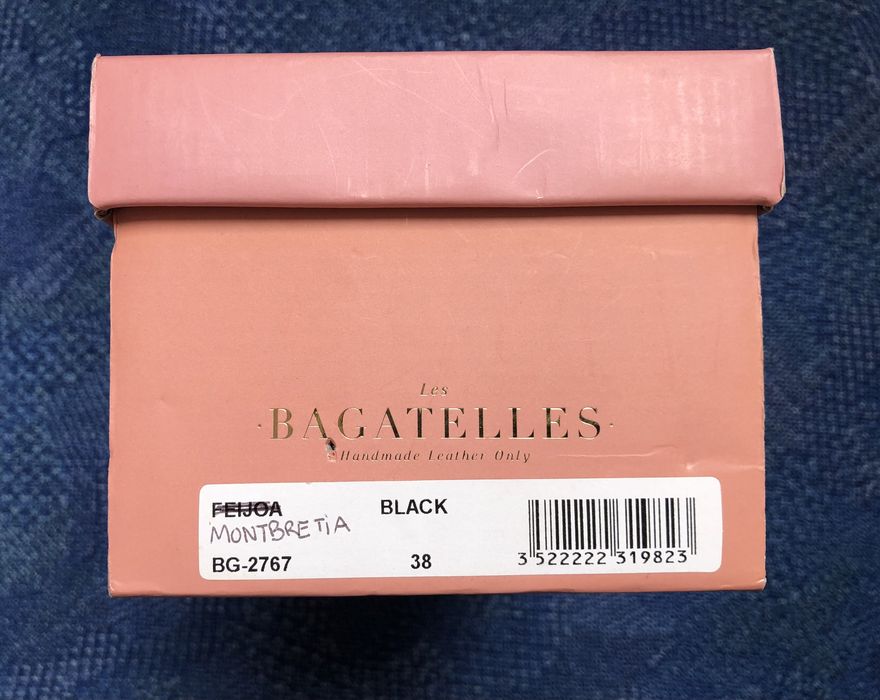 Les
·BAGATELLES·
Handmade Leather Only
FEIJOA BLACK
MONTBRETIA
BG-2767 38
3 522222 319823